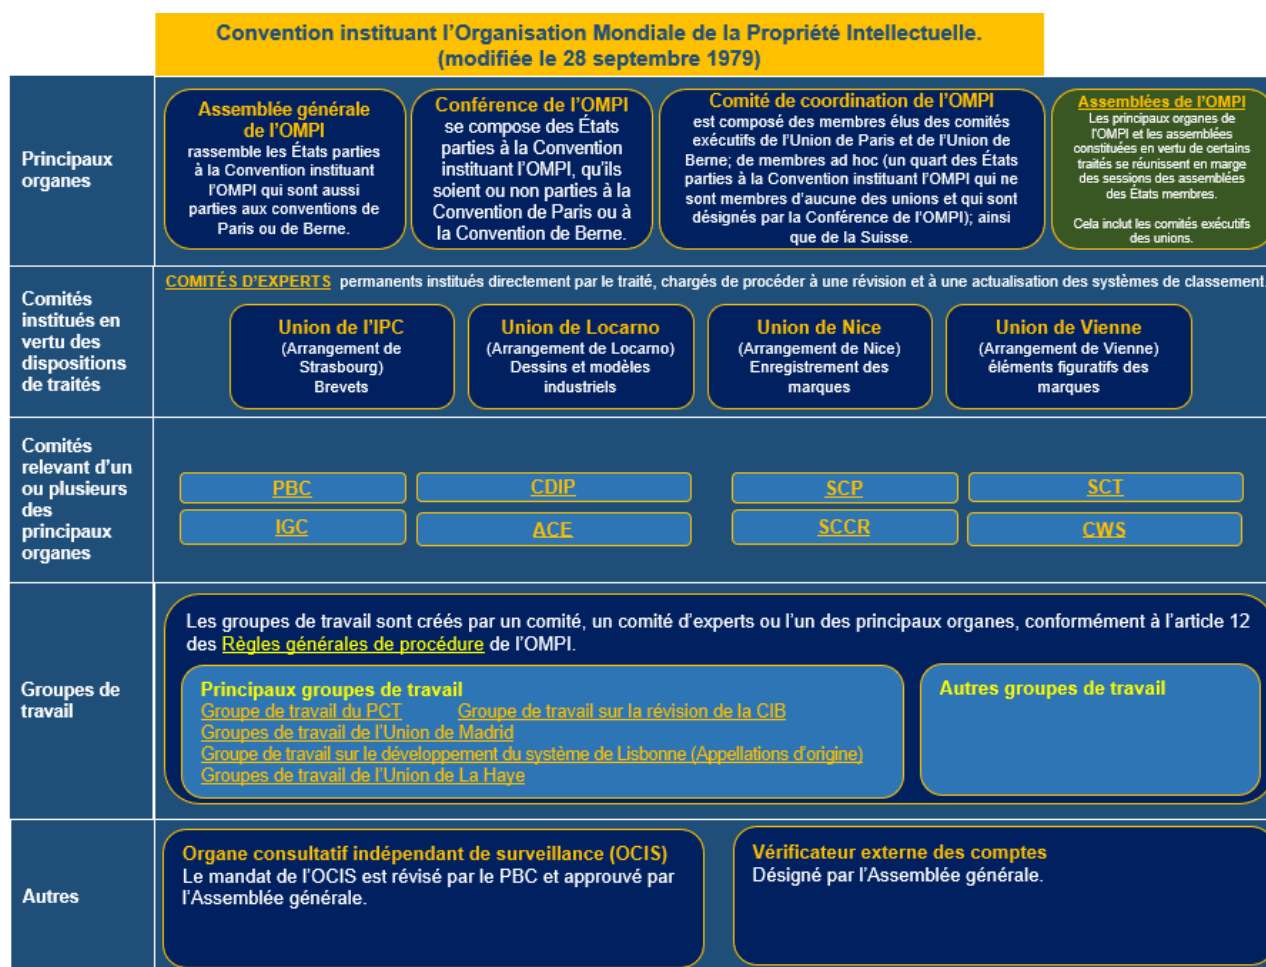 Convention instituant l'Organisation Mondiale de la Propriété Intellectuelle.
(modifiée le 28 septembre 1979)
Principaux
organes
Assemblée générale
de l'OMPI
rassemble les États parties
à la Convention instituant
l'OMPI qui sont aussi
parties aux conventions de
Paris ou de Berne.
Conférence de l'OMPI
se compose des États
parties à la Convention
instituant l'OMPI, qu'ils
soient ou non parties à la
Convention de Paris ou à
la Convention de Berne.
Comité de coordination de l'OMPI
est composé des membres élus des comités
exécutifs de l'Union de Paris et de l'Union de
Berne; de membres ad hoc (un quart des États
parties à la Convention instituant l'OMPI qui ne
sont membres d'aucune des unions et qui sont
désignés par la Conférence de l'OMPI); ainsi
que de la Suisse.
Assemblées de l'OMPI
Les principaux organes de
l'OMPI et les assemblées
constituées en vertu de certains
traités se réunissent en marge
des sessions des assemblées
des États membres.
Cela inclut les comités exécutifs
des unions.
Comités
institués en
vertu des
dispositions
de traités
COMITÉS D'EXPERTS permanents institués directement par le traité, chargés de procéder à une révision et à une actualisation des systèmes de classement.
Union de l'IPC
(Arrangement de
Strasbourg)
Brevets
Union de Locarno
(Arrangement de Locarno)
Dessins et modèles
industriels
Union de Nice
(Arrangement de Nice)
Enregistrement des
marques
Union de Vienne
(Arrangement de Vienne)
éléments figuratifs des
marques
Comités
relevant d'un
ou plusieurs
des
principaux
organes
PBC
CDIP
SCP
SCT
IGC
ACE
SCCR
CWS
Groupes de
travail
Les groupes de travail sont créés par un comité, un comité d'experts ou l'un des principaux organes, conformément à l'article 12
des Règles générales de procédure de l'OMPI.
Principaux groupes de travail
Groupe de travail du PCT Groupe de travail sur la révision de la CIB
Groupes de travail de l'Union de Madrid
Groupe de travail sur le développement du système de Lisbonne (Appellations d'origine)
Groupes de travail de l'Union de La Haye
Autres groupes de travail
Autres
Organe consultatif indépendant de surveillance (OCIS)
Le mandat de l'OCIS est révisé par le PBC et approuvé par
l'Assemblée générale.
Vérificateur externe des comptes
Désigné par l'Assemblée générale.